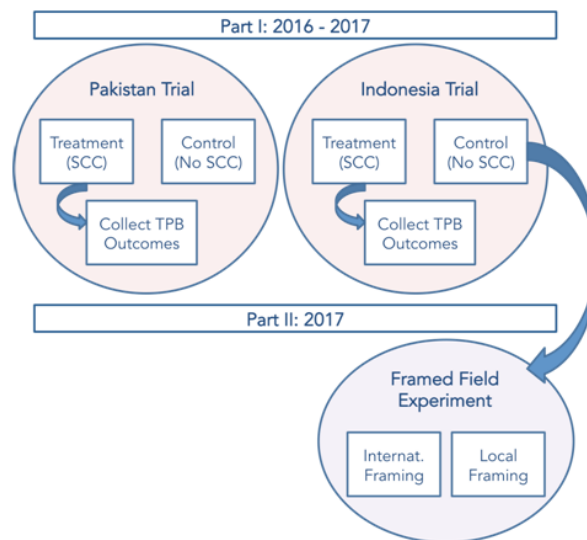 Part I: 2016 - 2017
Pakistan Trial
Treatment
(SCC)
Control
(No SCC)
Collect TPB
Outcomes
Indonesia Trial
Treatment
(SCC)
Control
(No SCC)
Collect TPB
Outcomes
Part II: 2017
Framed Field
Experiment
Internat.
Framing
Local
Framing